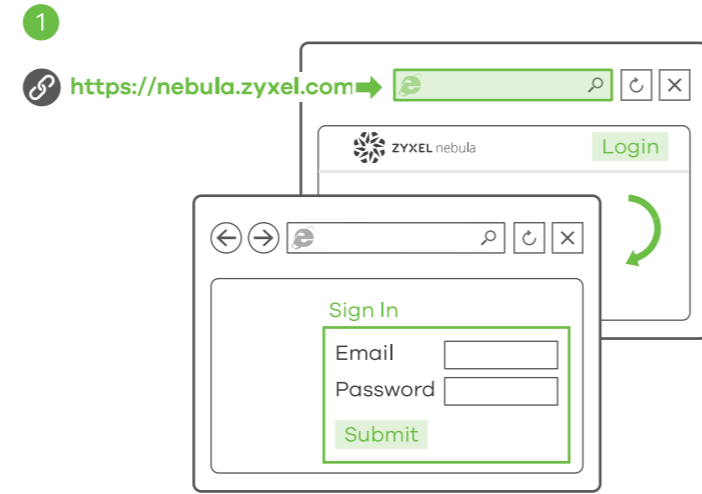 1
https://nebula.zyxel.com
ZYXEL nebula
Login
Sign In
Email
Password
Submit